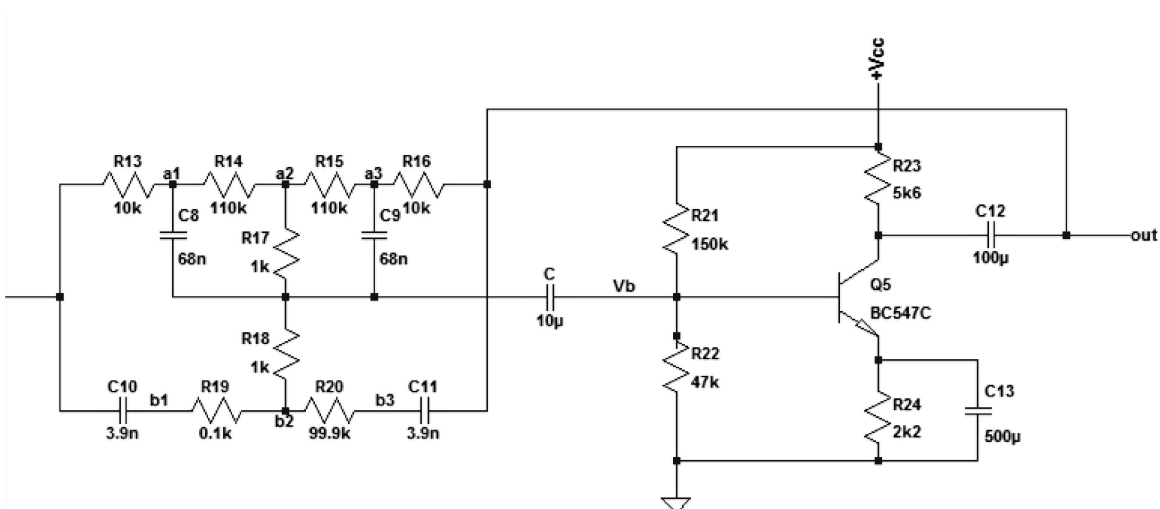 +Vcc
R13
a1
R14
a2
R15
a3
R16
10k
110k
110k
10k
C8
68n
R17
1k
C9
68n
R23
5k6
R21
150k
C12
100µ
out
C
10µ
Vb
Q5
BC547C
R18
1k
R22
47k
C10
b1
R19
b2
R20
b3
C11
3.9n
0.1k
99.9k
3.9n
R24
2k2
C13
500µ